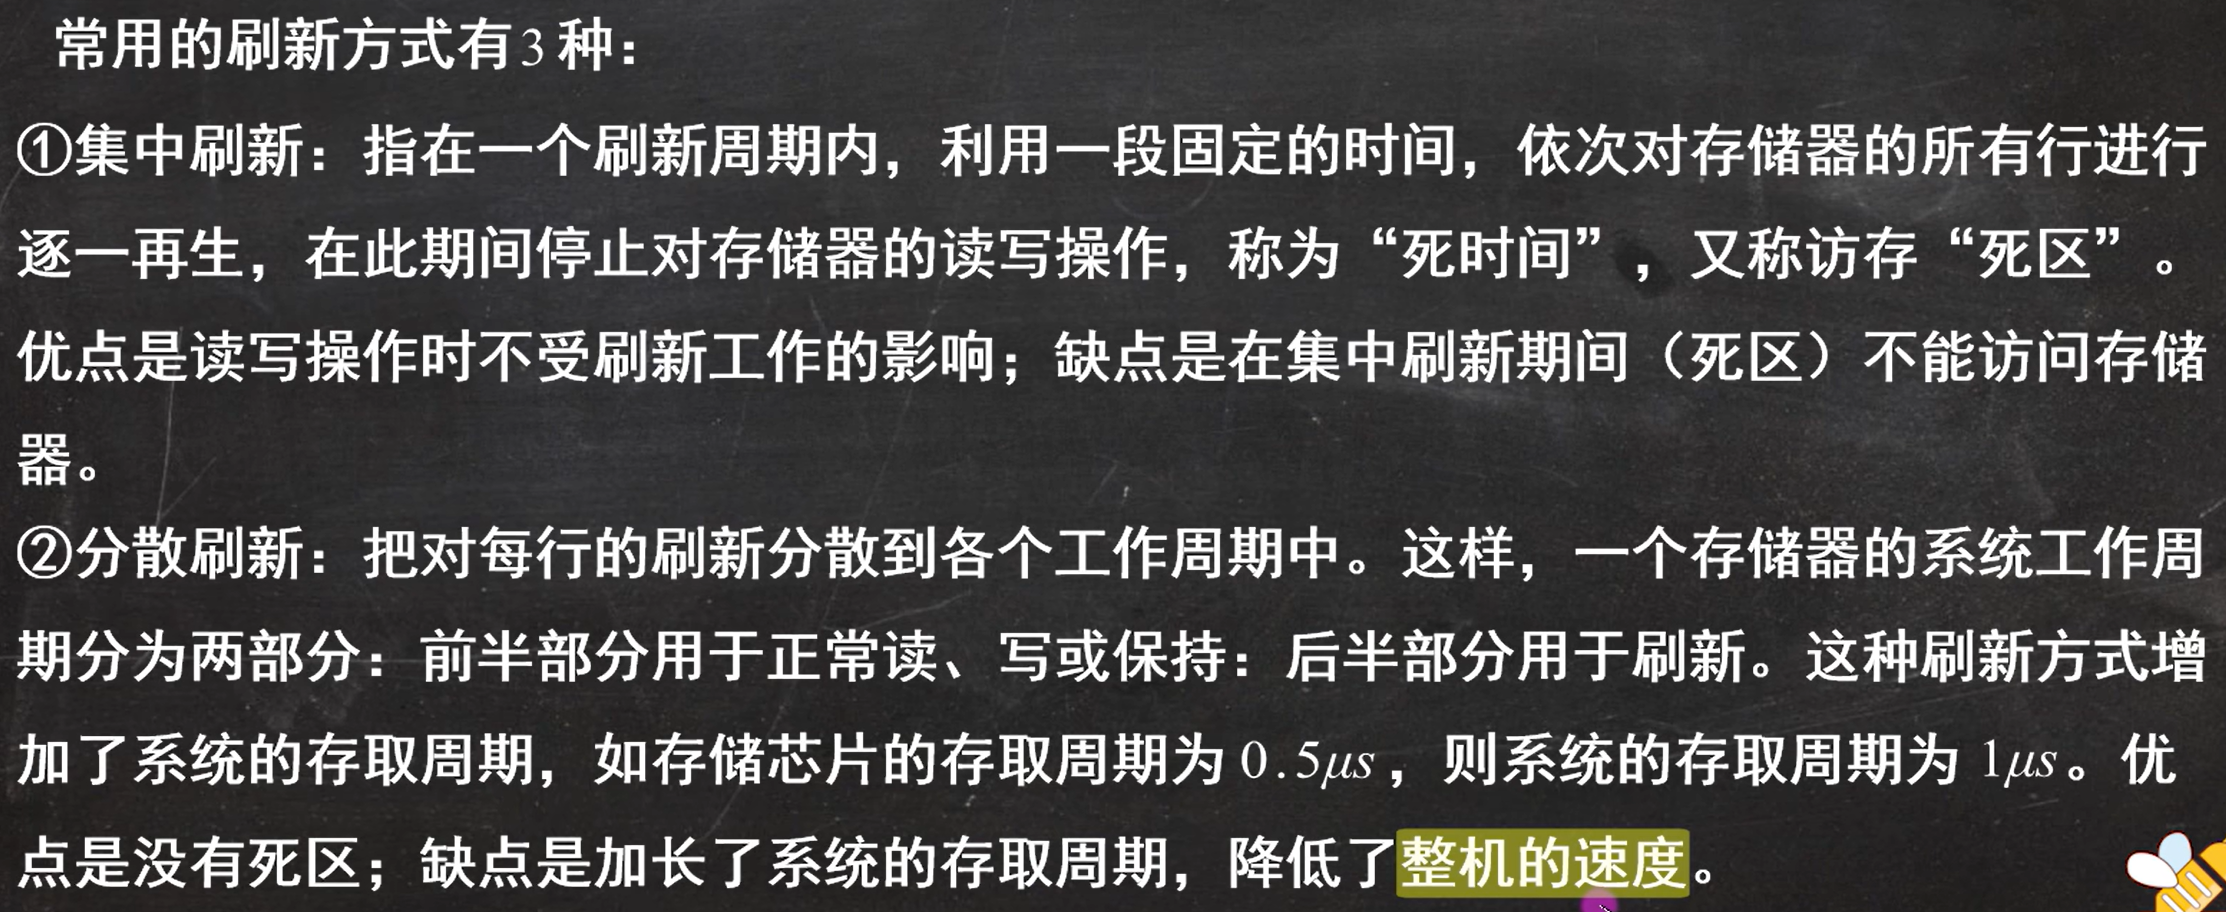 常用的刷新方式有3种：
①集中刷新：指在一个刷新周期内，利用一段固定的时间，依次对存储器的所有行进行
逐一再生，在此期间停止对存储器的读写操作，称为“死时间”，又称访存“死区”。
优点是读写操作时不受刷新工作的影响；缺点是在集中刷新期间（死区）不能访问存储
器。
②分散刷新：把对每行的刷新分散到各个工作周期中。这样，一个存储器的系统工作周
期分为两部分：前半部分用于正常读、写或保持：后半部分用于刷新。这种刷新方式增
加了系统的存取周期，如存储芯片的存取周期为0.5μs，则系统的存取周期为1μs。优
点是没有死区；缺点是加长了系统的存取周期，降低了整机的速度。